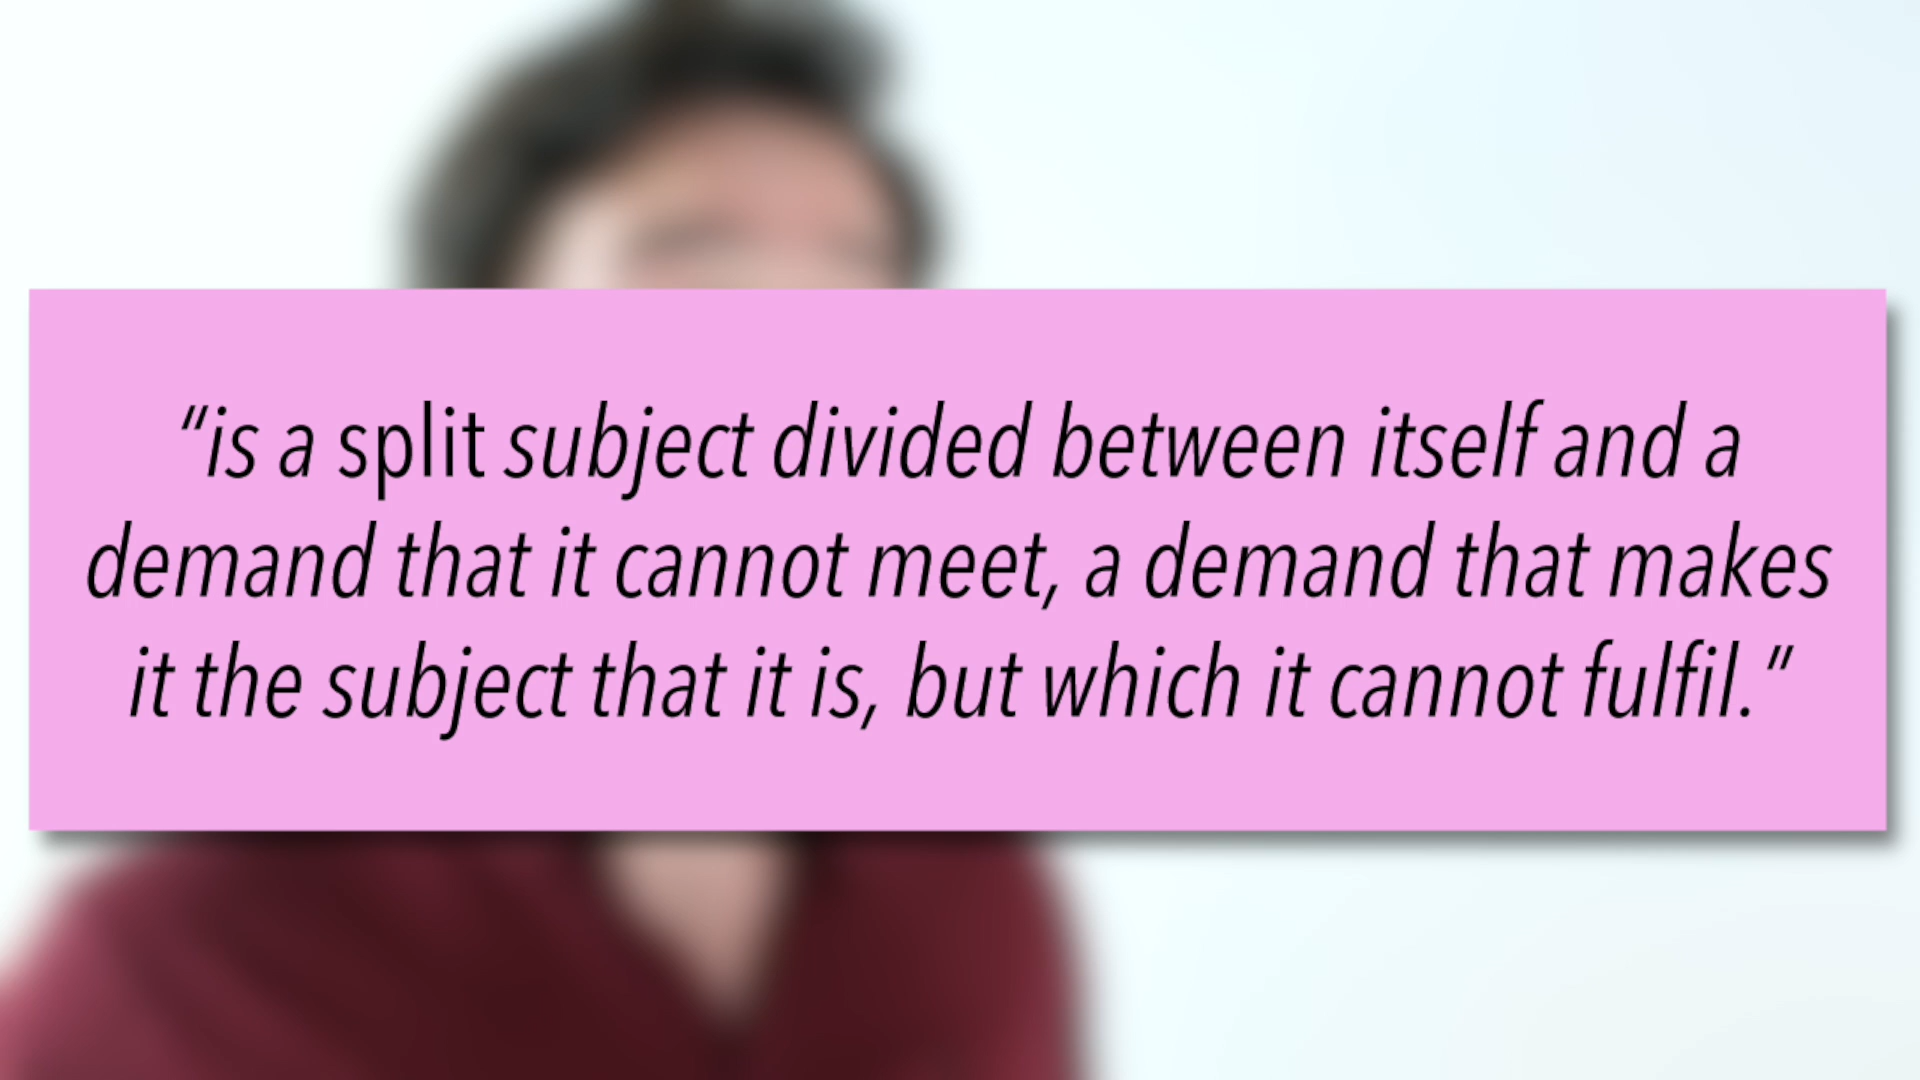 “is a split subject divided between itself and a
demand that it cannot meet, a demand that makes
it the subject that it is, but which it cannot fulfil.”